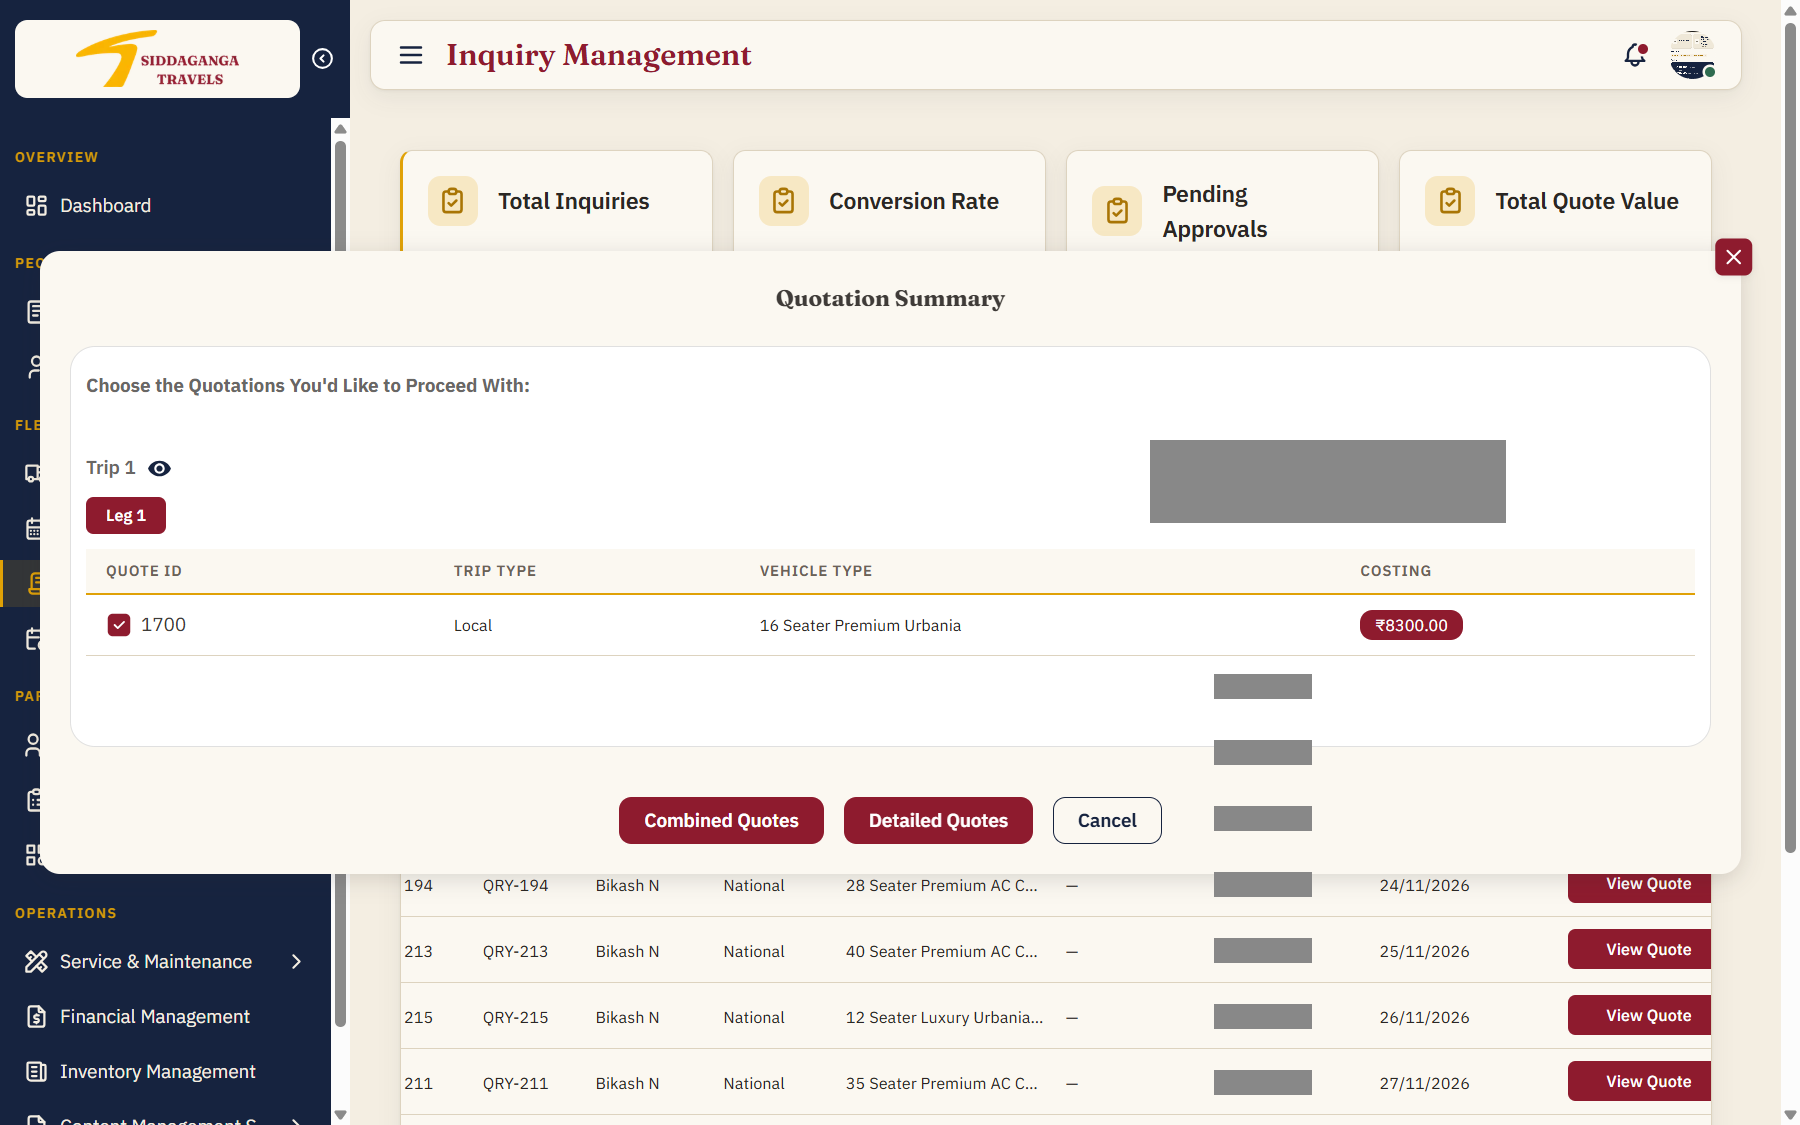 SIDDAGANGA
TRAVELS
Inquiry Management
OVERVIEW
Dashboard
Total Inquiries
Conversion Rate
Pending
Approvals
Total Quote Value
Quotation Summary
Choose the Quotations You'd Like to Proceed With:
Trip 1
Leg 1
QUOTE ID TRIP TYPE VEHICLE TYPE COSTING
1700 Local 16 Seater Premium Urbania ₹8300.00
Combined Quotes Detailed Quotes Cancel
194 QRY-194 Bikash N National 28 Seater Premium AC C... — 24/11/2026 View Quote
OPERATIONS
213 QRY-213 Bikash N National 40 Seater Premium AC C... — 25/11/2026 View Quote
Service & Maintenance
215 QRY-215 Bikash N National 12 Seater Luxury Urbania... — 26/11/2026 View Quote
Financial Management
211 QRY-211 Bikash N National 35 Seater Premium AC C... — 27/11/2026 View Quote
Inventory Management
Content Management S